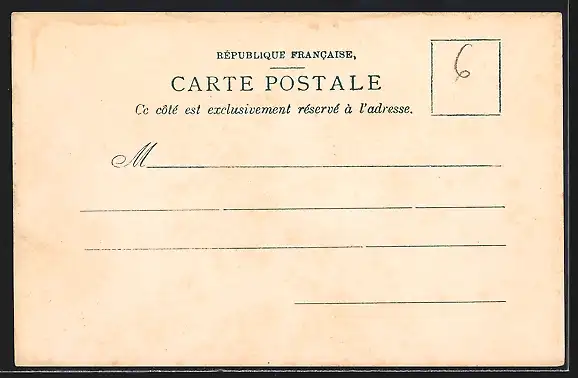 RÉPUBLIQUE FRANÇAISE,
6
CARTE POSTALE
Ce côté est exclusivement réservé à l'adresse.
M